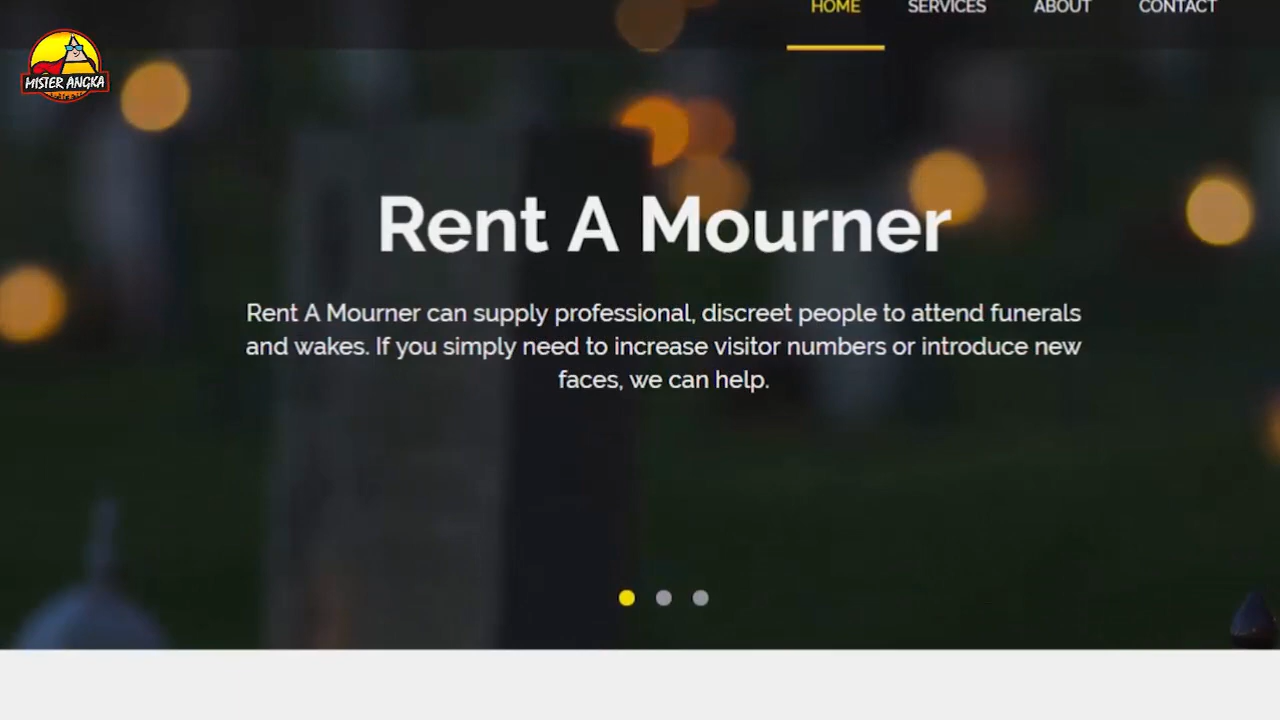 HOME SERVICES ABOUT CONTACT
MISTER ANGKA
Rent A Mourner
Rent A Mourner can supply professional, discreet people to attend funerals
and wakes. If you simply need to increase visitor numbers or introduce new
faces, we can help.